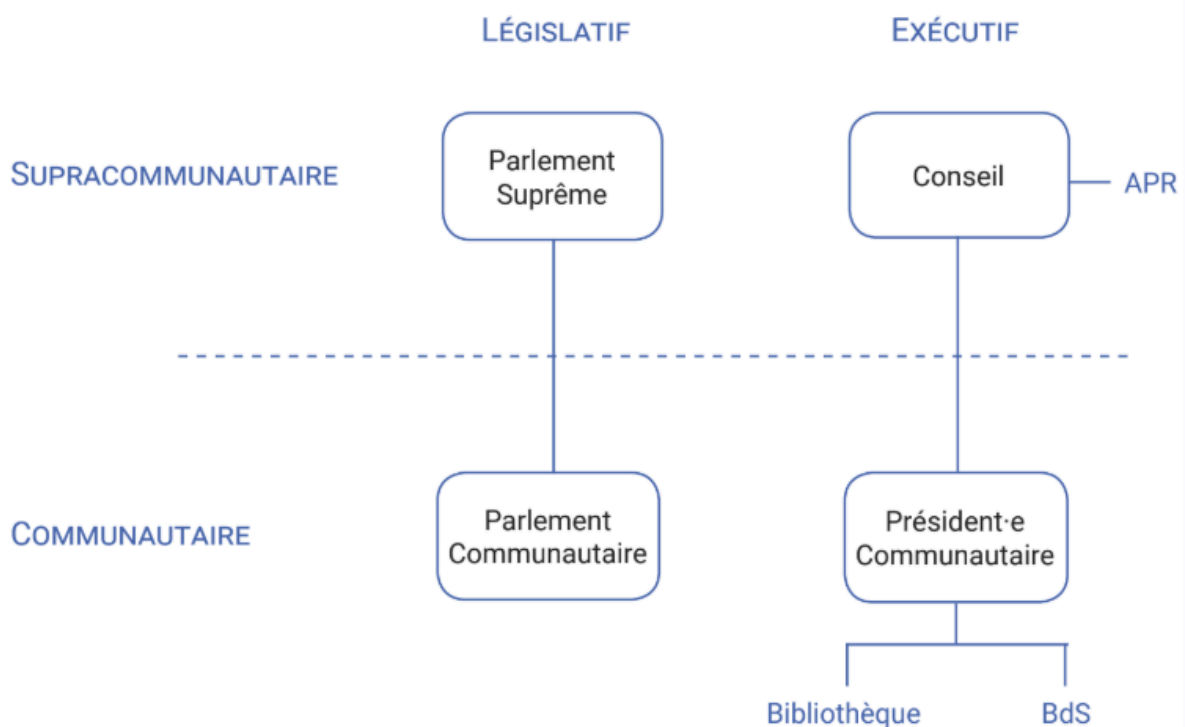 LÉGISLATIF
EXÉCUTIF
SUPRACOMMUNAUTAIRE
Parlement
Suprême
Conseil
APR
COMMUNAUTAIRE
Parlement
Communautaire
Président·e
Communautaire
Bibliothèque
BdS